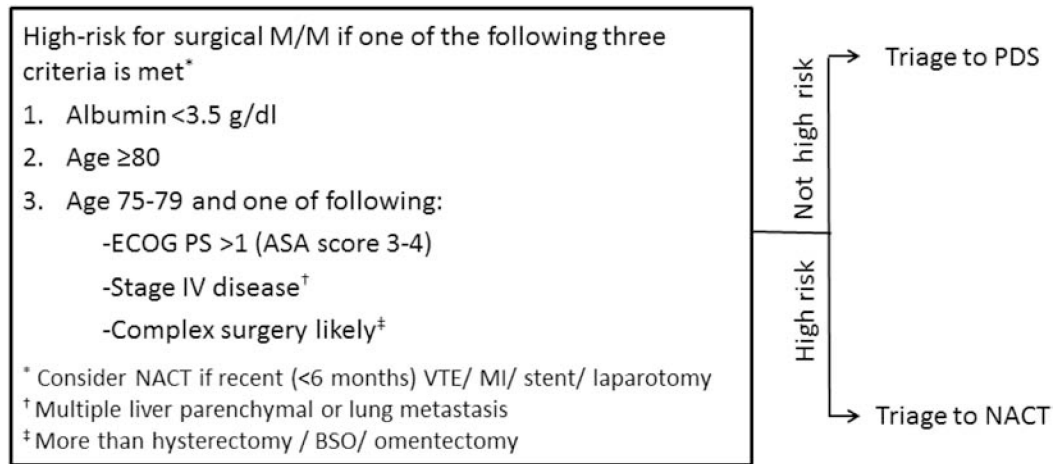 High-risk for surgical M/M if one of the following three
criteria is met*
1. Albumin <3.5 g/dl
2. Age ≥80
3. Age 75-79 and one of following:
-ECOG PS >1 (ASA score 3-4)
-Stage IV disease†
-Complex surgery likely‡
* Consider NACT if recent (<6 months) VTE/ MI/ stent/ laparotomy
† Multiple liver parenchymal or lung metastasis
‡ More than hysterectomy / BSO/ omentectomy
Not high risk
High risk
Triage to PDS
Triage to NACT